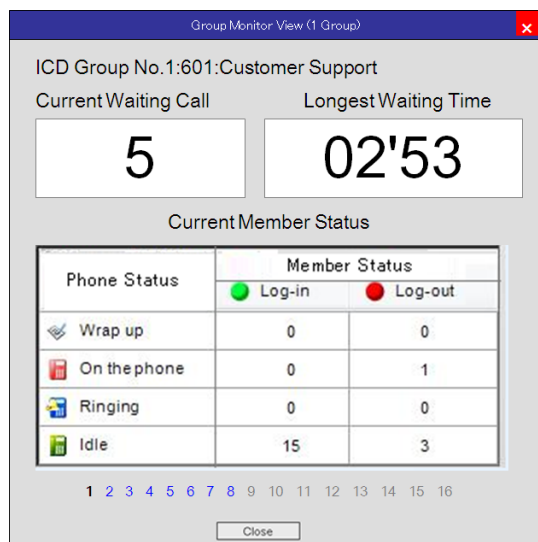 Group Monitor View (1 Group)
ICD Group No.1:601:Customer Support
Current Waiting Call Longest Waiting Time
5 02'53
Current Member Status
Phone Status Member Status
Log-in Log-out
Wrap up 0 0
On the phone 0 1
Ringing 0 0
Idle 15 3
1 2 3 4 5 6 7 8 9 10 11 12 13 14 15 16
Close